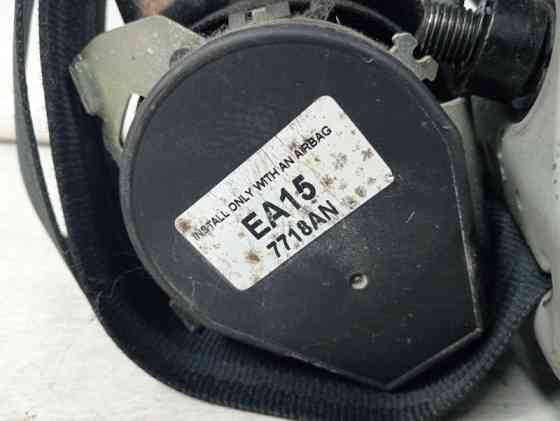 INSTALL ONLY WITH AN AIRBAG
EA15
7718AN